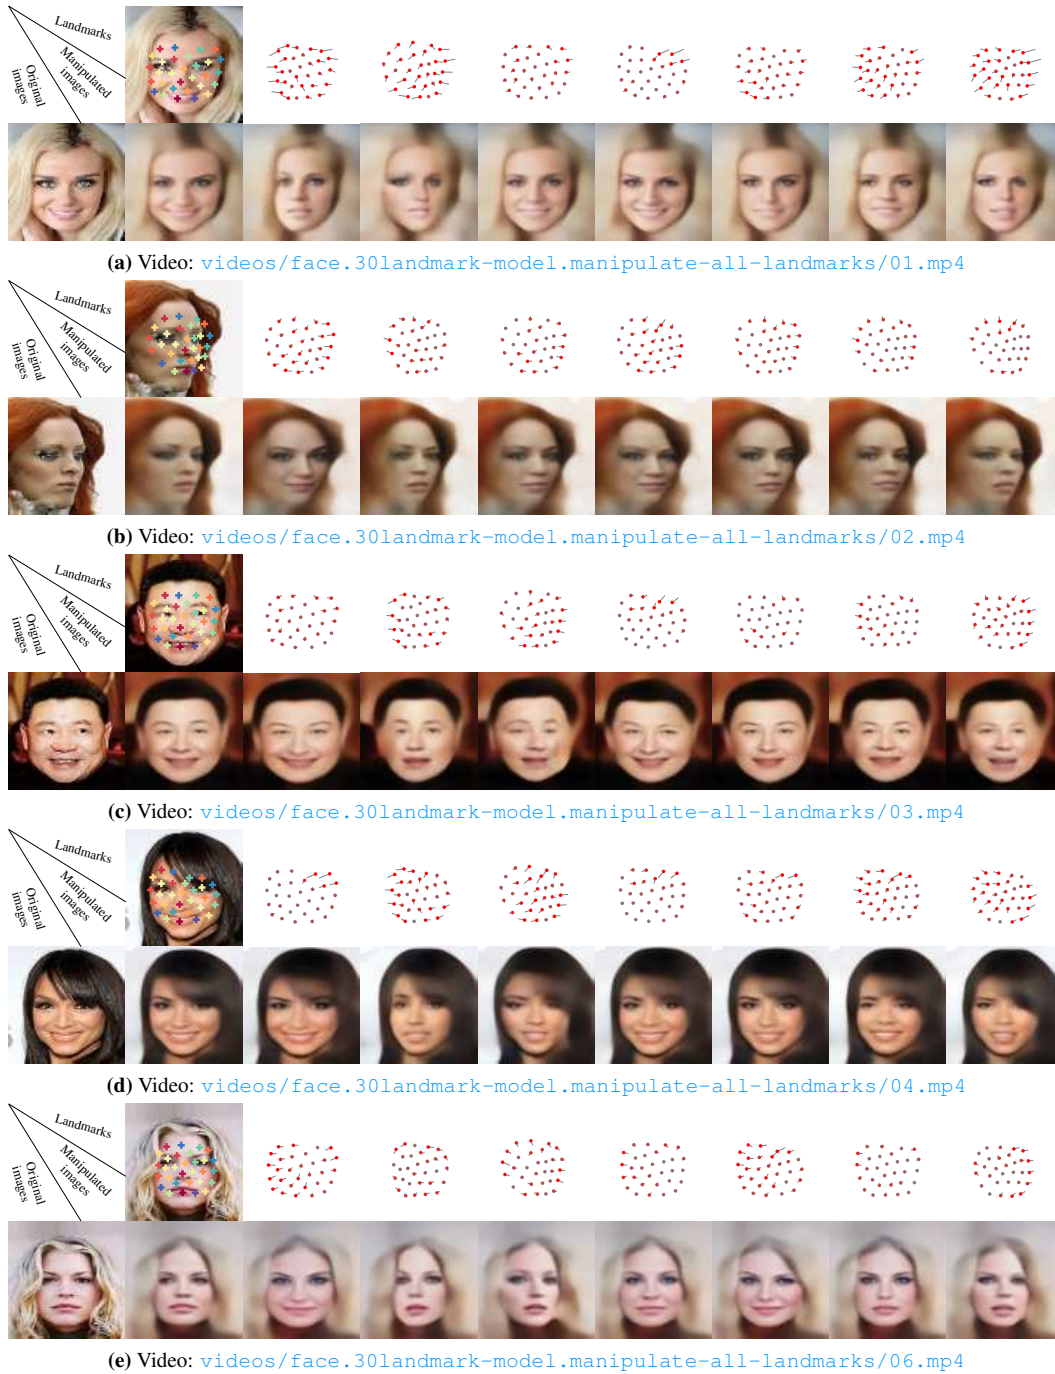 Landmarks
Manipulated
images
Original
images
(a) Video: videos/face.30landmark-model.manipulate-all-landmarks/01.mp4
Landmarks
Manipulated
images
Original
images
(b) Video: videos/face.30landmark-model.manipulate-all-landmarks/02.mp4
Landmarks
Manipulated
images
Original
images
(c) Video: videos/face.30landmark-model.manipulate-all-landmarks/03.mp4
Landmarks
Manipulated
images
Original
images
(d) Video: videos/face.30landmark-model.manipulate-all-landmarks/04.mp4
Landmarks
Manipulated
images
Original
images
(e) Video: videos/face.30landmark-model.manipulate-all-landmarks/06.mp4